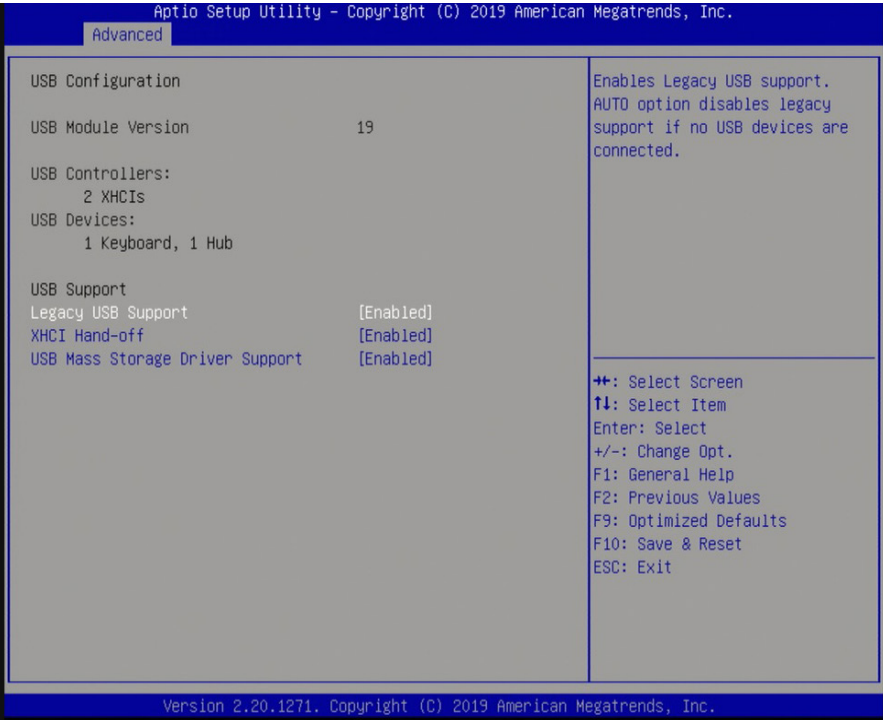 Aptio Setup Utility – Copyright (C) 2019 American Megatrends, Inc.
Advanced
USB Configuration
USB Module Version 19
USB Controllers:
2 XHCIs
USB Devices:
1 Keyboard, 1 Hub
USB Support
Legacy USB Support [Enabled]
XHCI Hand-off [Enabled]
USB Mass Storage Driver Support [Enabled]
Enables Legacy USB support.
AUTO option disables legacy
support if no USB devices are
connected.
→←: Select Screen
↑↓: Select Item
Enter: Select
+/-: Change Opt.
F1: General Help
F2: Previous Values
F9: Optimized Defaults
F10: Save & Reset
ESC: Exit
Version 2.20.1271. Copyright (C) 2019 American Megatrends, Inc.